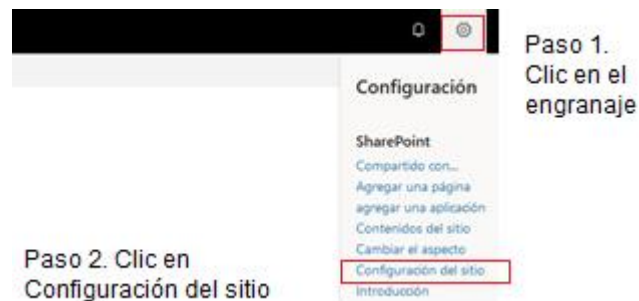 Paso 1.
Clic en el
engranaje
Configuración
SharePoint
Compartido con...
Agregar una página
agregar una aplicación
Contenidos del sitio
Cambiar el aspecto
Configuración del sitio
Introducción
Paso 2. Clic en
Configuración del sitio